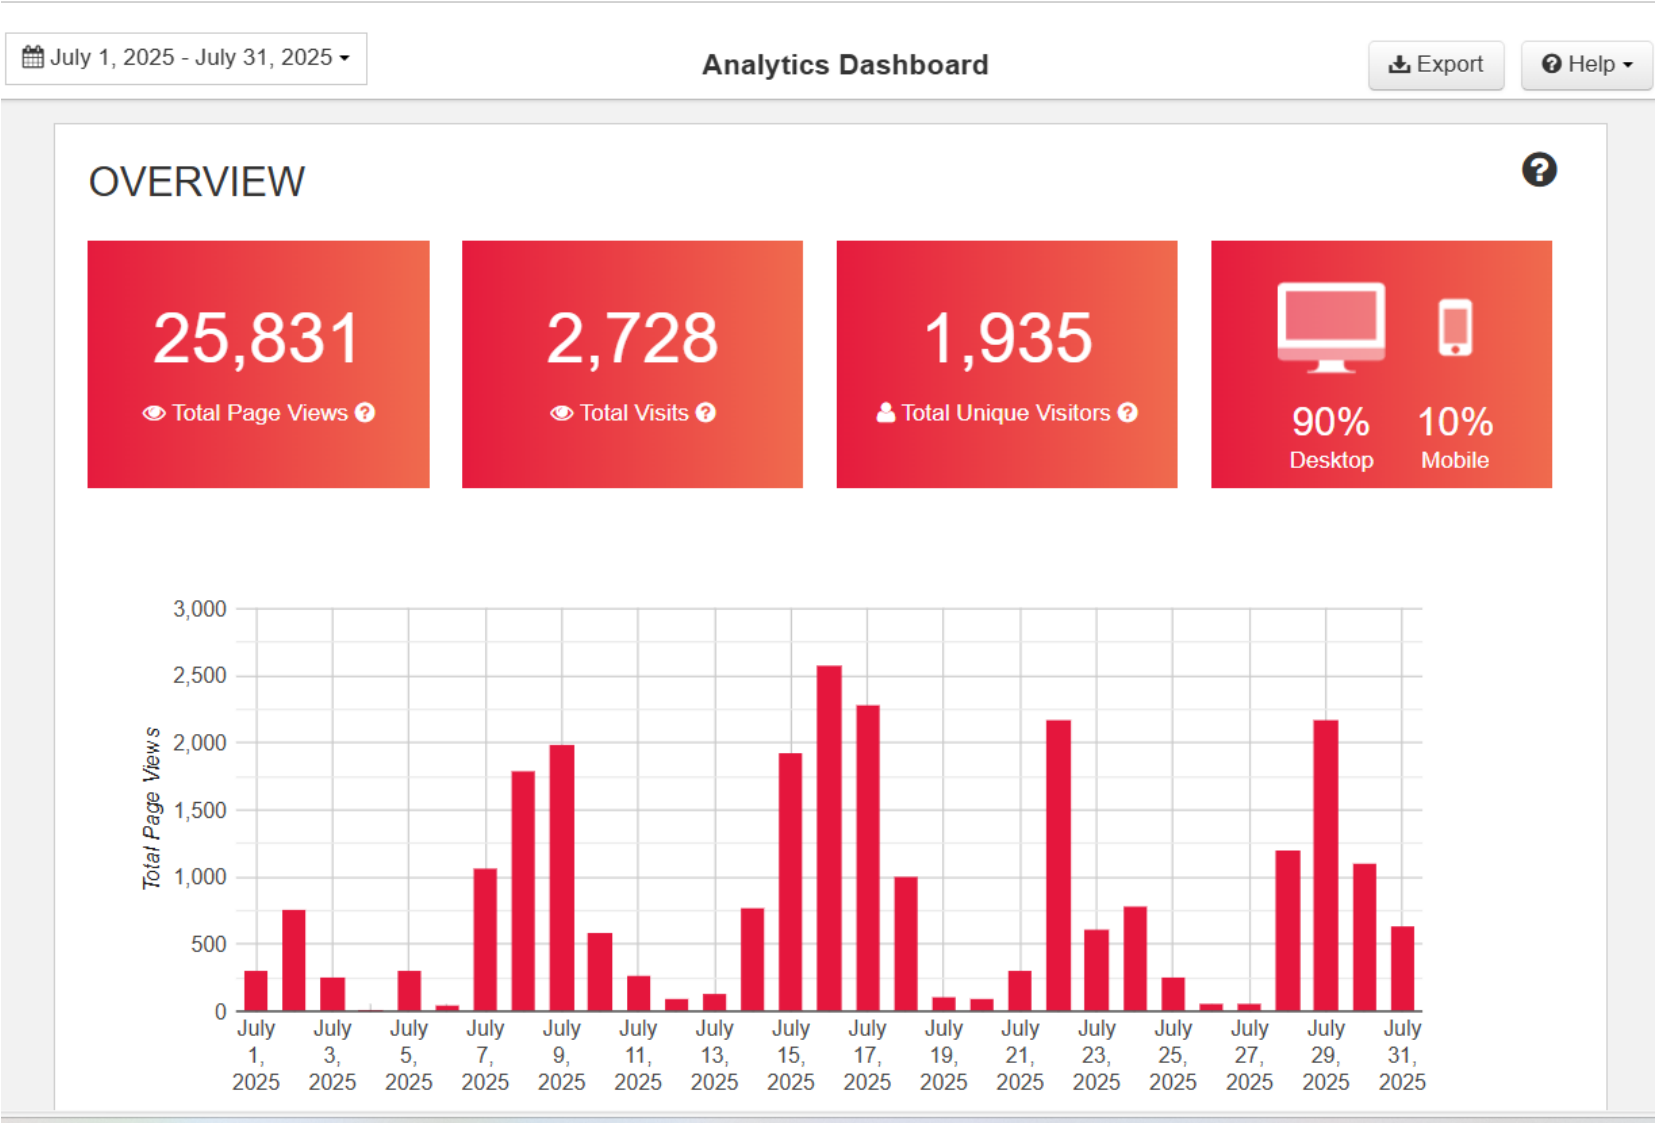 July 1, 2025 - July 31, 2025
Analytics Dashboard
Export
Help
OVERVIEW
25,831
Total Page Views
2,728
Total Visits
1,935
Total Unique Visitors
90%
Desktop
10%
Mobile
Total Page Views
3,000
2,500
2,000
1,500
1,000
500
0
July 1, 2025
July 3, 2025
July 5, 2025
July 7, 2025
July 9, 2025
July 11, 2025
July 13, 2025
July 15, 2025
July 17, 2025
July 19, 2025
July 21, 2025
July 23, 2025
July 25, 2025
July 27, 2025
July 29, 2025
July 31, 2025